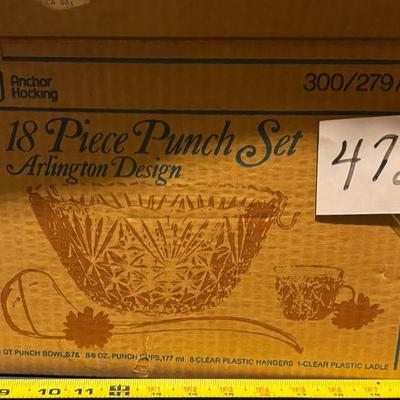 Anchor
Hocking
300/279/
18 Piece Punch Set
Arlington Design
47
QT. PUNCH BOWL,5.7ℓ 8-6 OZ. PUNCH CUPS,177 ml 8-CLEAR PLASTIC HANGERS 1-CLEAR PLASTIC LADLE
9 10 11